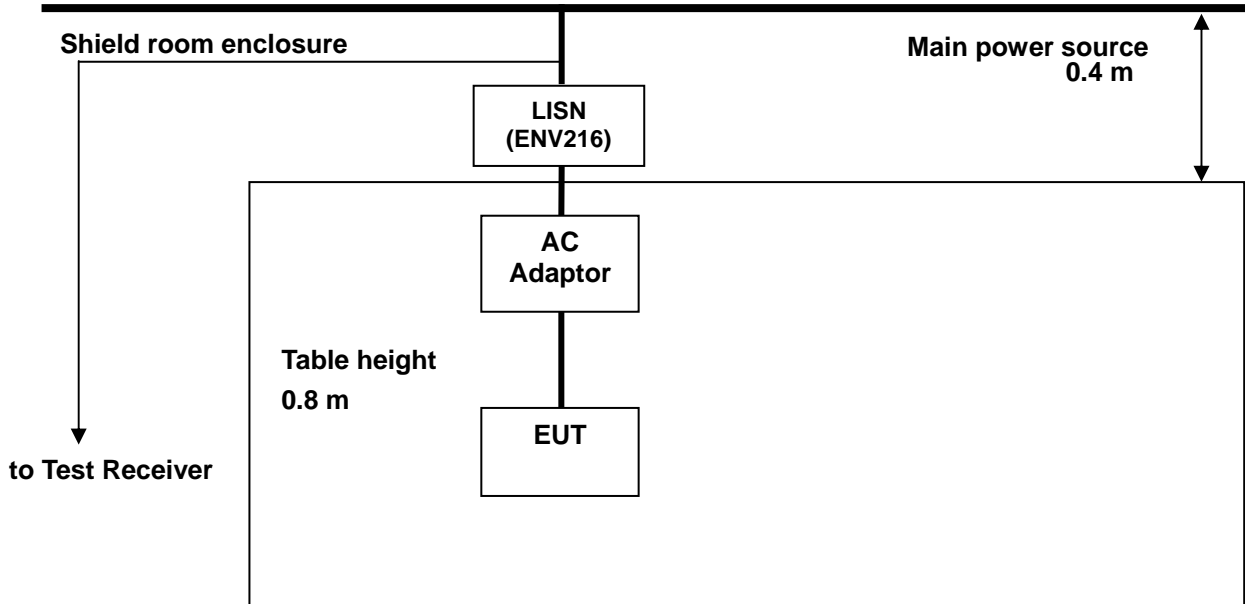 Shield room enclosure
Main power source
0.4 m
LISN
(ENV216)
AC
Adaptor
Table height
0.8 m
EUT
to Test Receiver